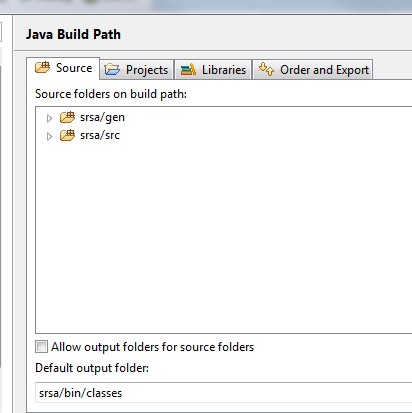 Java Build Path
Source Projects Libraries Order and Export
Source folders on build path:
srsa/gen
srsa/src
Allow output folders for source folders
Default output folder:
srsa/bin/classes